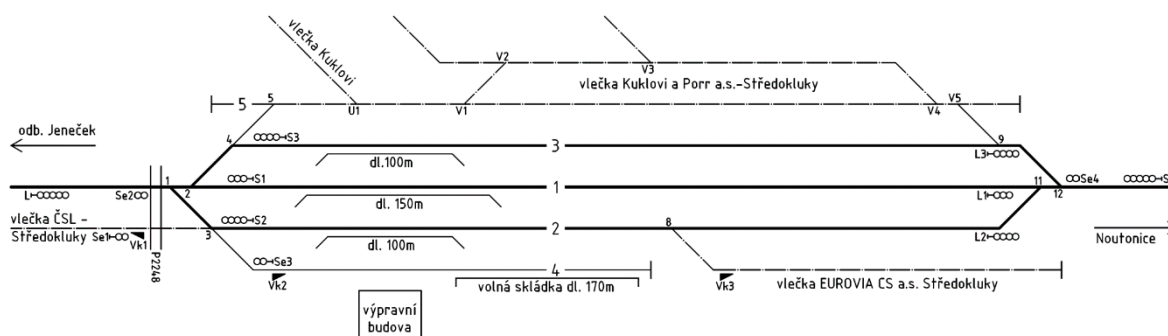 vlečka Kuklovi
V2
V3
vlečka Kuklovi a Porr a.s.-Středokluky
5
5
U1
V1
V4
V5
odb. Jeneček
4
S3
3
9
L3
dl.100m
1
2
S1
1
11
12
Se4
S
L
Se2
L1
dl. 150m
vlečka ČSL -
Středokluky
Se1
Vk1
P2248
3
S2
2
8
L2
dl. 100m
Noutonice
Se3
4
Vk2
volná skládka dl. 170m
Vk3
vlečka EUROVIA CS a.s. Středokluky
výpravní
budova